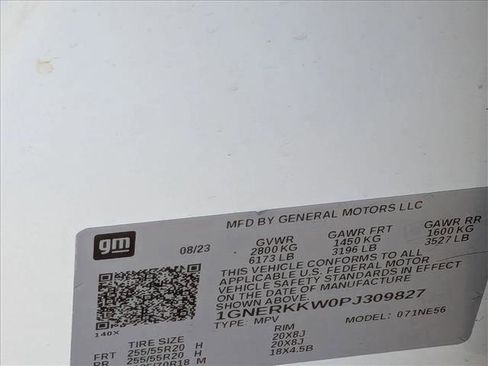 MFD BY GENERAL MOTORS LLC
gm
08/23 GVWR GAWR FRT GAWR RR
2800 KG 1450 KG 1600 KG
6173 LB 3196 LB 3527 LB
THIS VEHICLE CONFORMS TO ALL
APPLICABLE U.S. FEDERAL MOTOR
VEHICLE SAFETY STANDARDS IN EFFECT
ON THE DATE OF MANUFACTURE
SHOWN ABOVE.
1GNERKKW0PJ309827
140X TYPE: MPV MODEL: 071NE56
TIRE SIZE RIM
FRT 255/55R20 H 20X8J
RR 255/55R20 H 20X8J
70R18 M 18X4.5B